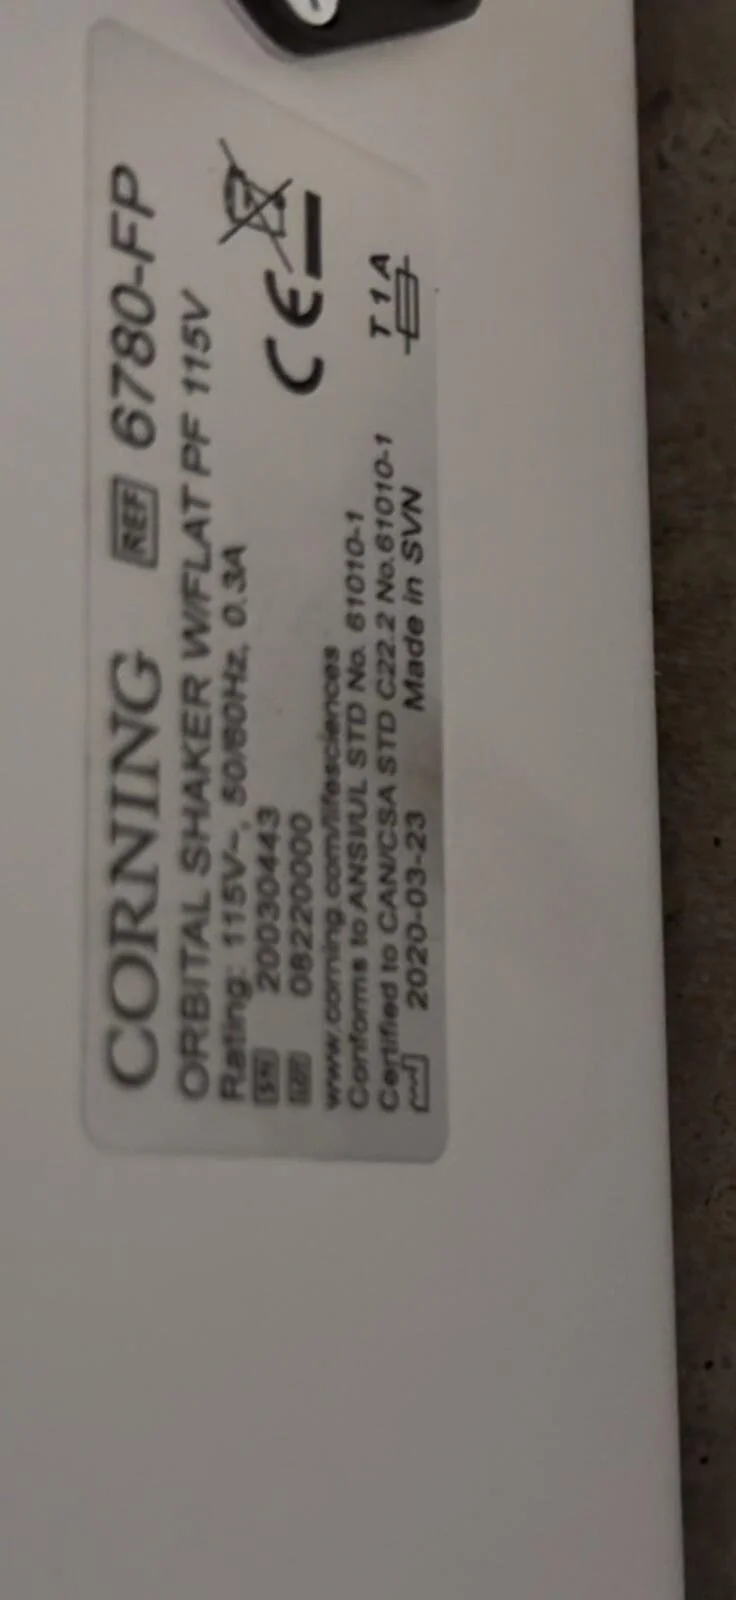 CORNING REF 6780-FP
ORBITAL SHAKER W/FLAT PF 115V
Rating: 115V~, 50/60Hz, 0.3A
SN 20030443
08220000
www.corning.com/lifesciences
Conforms to ANSI/UL STD No. 61010-1
Certified to CAN/CSA STD C22.2 No.61010-1
2020-03-23 Made in SVN
CE
T 1 A